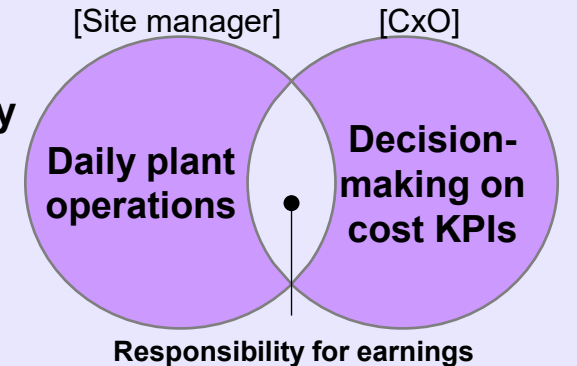 [Site manager]
[CxO]
y
Daily plant
operations
Decision-
making on
cost KPIs
Responsibility for earnings